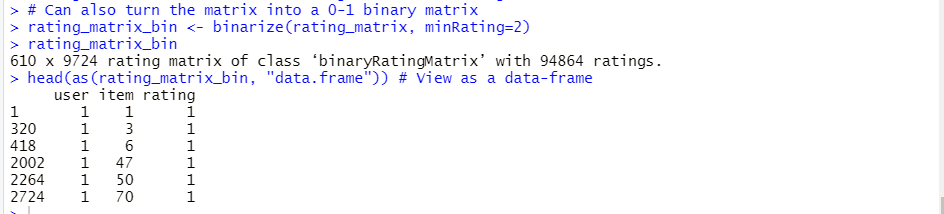 > # Can also turn the matrix into a 0-1 binary matrix
> rating_matrix_bin <- binarize(rating_matrix, minRating=2)
> rating_matrix_bin
610 x 9724 rating matrix of class ‘binaryRatingMatrix’ with 94864 ratings.
> head(as(rating_matrix_bin, "data.frame")) # View as a data-frame
     user item rating
1       1    1      1
320     1    3      1
418     1    6      1
2002    1   47      1
2264    1   50      1
2724    1   70      1
>